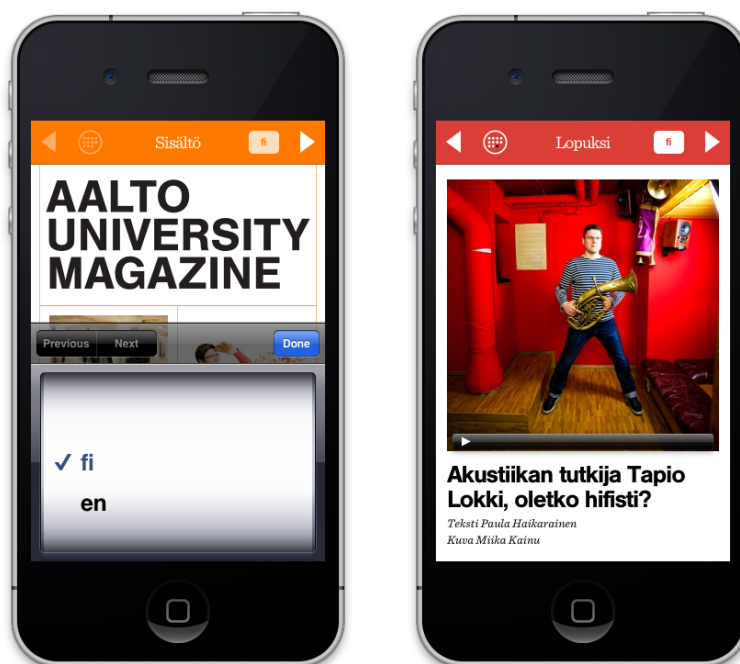 Sisältö
fi
AALTO
UNIVERSITY
MAGAZINE
Previous
Next
Done
✓ fi
en
Lopuksi
fi
Akustiikan tutkija Tapio
Lokki, oletko hifisti?
Teksti Paula Haikarainen
Kuva Miika Kainu